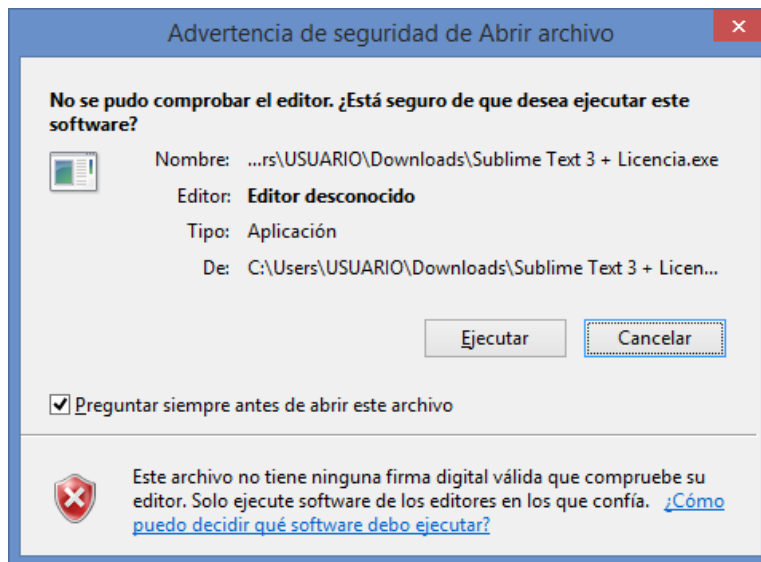 Advertencia de seguridad de Abrir archivo
No se pudo comprobar el editor. ¿Está seguro de que desea ejecutar este
software?
Nombre: ...rs\USUARIO\Downloads\Sublime Text 3 + Licencia.exe
Editor: Editor desconocido
Tipo: Aplicación
De: C:\Users\USUARIO\Downloads\Sublime Text 3 + Licen...
Ejecutar Cancelar
Preguntar siempre antes de abrir este archivo
Este archivo no tiene ninguna firma digital válida que compruebe su
editor. Solo ejecute software de los editores en los que confía. ¿Cómo
puedo decidir qué software debo ejecutar?